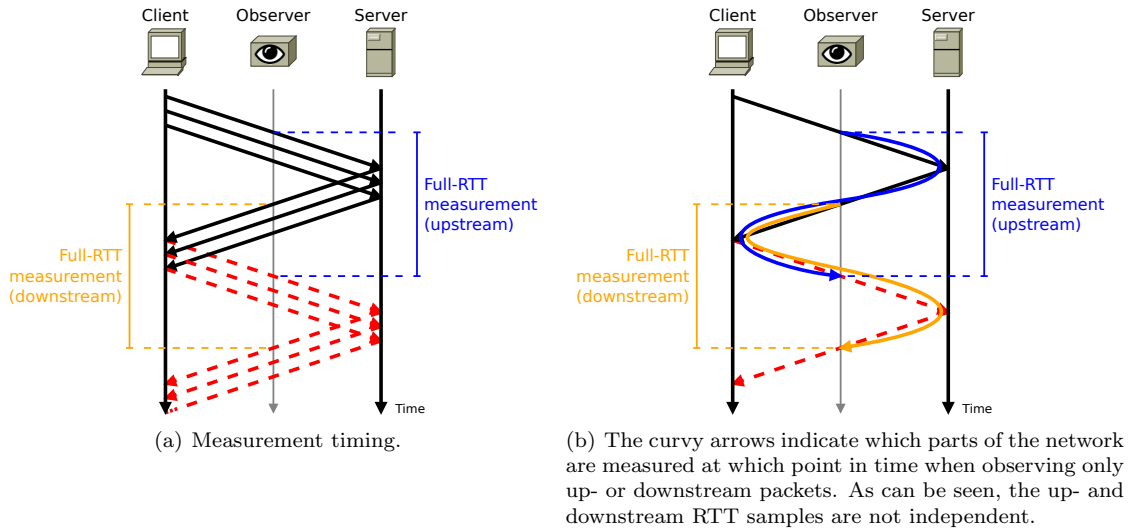 Client Observer Server
Full-RTT
measurement
(upstream)
Full-RTT
measurement
(downstream)
Time
(a) Measurement timing.
Client Observer Server
Full-RTT
measurement
(upstream)
Full-RTT
measurement
(downstream)
Time
(b) The curvy arrows indicate which parts of the network
are measured at which point in time when observing only
up- or downstream packets. As can be seen, the up- and
downstream RTT samples are not independent.